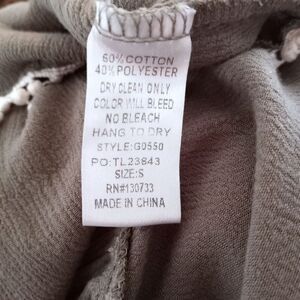 60% COTTON
40% POLYESTER
DRY CLEAN ONLY
COLOR WILL BLEED
NO BLEACH
HANG TO DRY
STYLE:G0550
PO:TL23843
SIZE:S
RN#130733
MADE IN CHINA